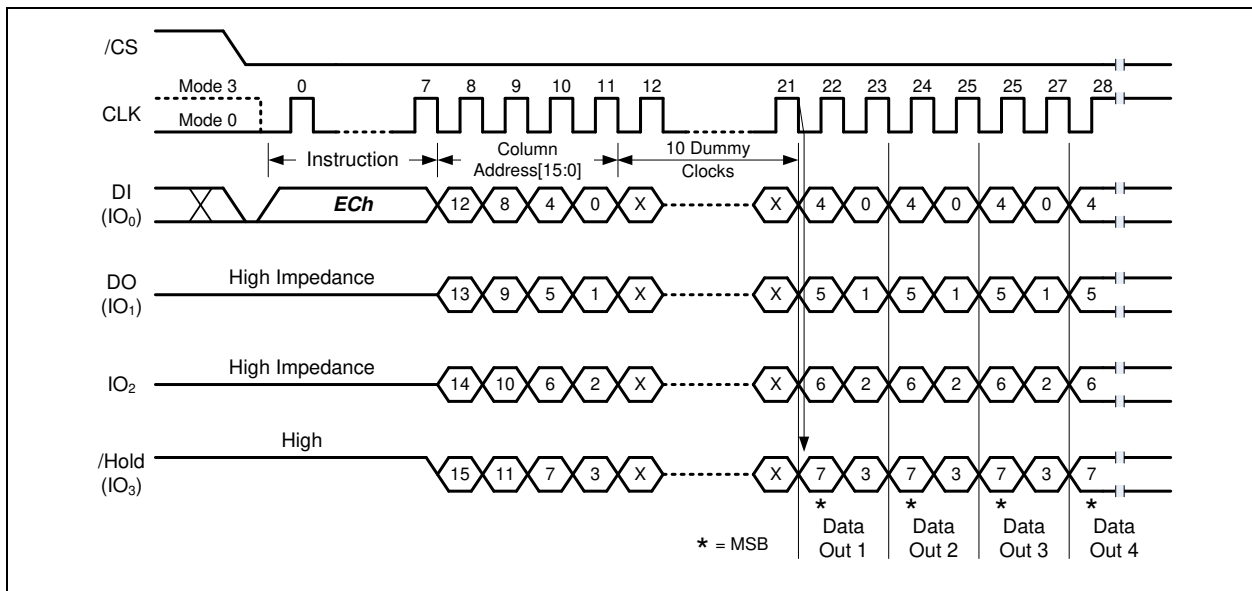 /CS
Mode 3 0 7 8 9 10 11 12 21 22 23 24 25 25 27 28
CLK
Mode 0
Instruction Column Address[15:0] 10 Dummy Clocks
DI (IO0) ECh 12 8 4 0 X X 4 0 4 0 4 0 4
DO (IO1) High Impedance 13 9 5 1 X X 5 1 5 1 5 1 5
IO2 High Impedance 14 10 6 2 X X 6 2 6 2 6 2 6
/Hold (IO3) High 15 11 7 3 X X 7 3 7 3 7 3 7
* * * *
* = MSB
Data Out 1 Data Out 2 Data Out 3 Data Out 4